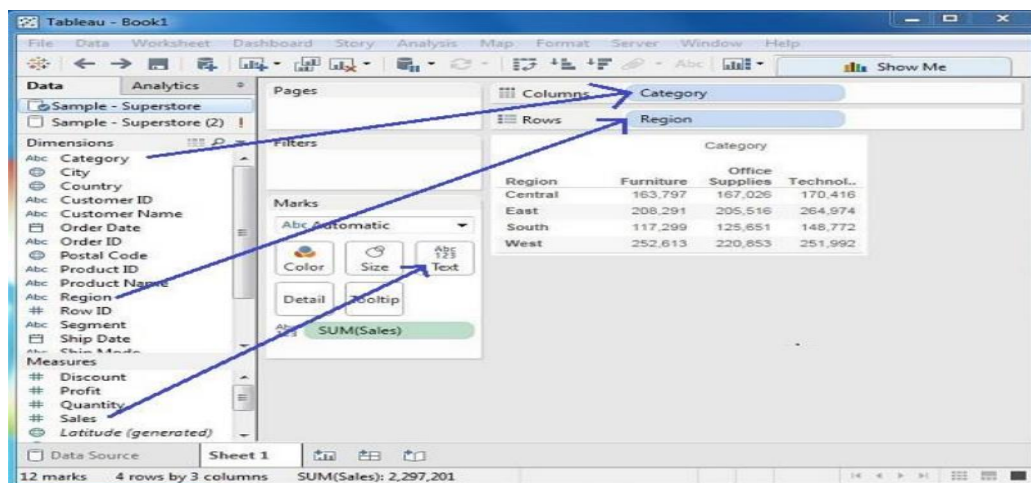 Tableau - Book1
File Data Worksheet Dashboard Story Analysis Map Format Server Window Help
Abc Show Me
Data Analytics
Sample - Superstore
Sample - Superstore (2) !
Dimensions
Abc Category
City
Country
Abc Customer ID
Abc Customer Name
Order Date
Abc Order ID
Postal Code
Abc Product ID
Abc Product Name
Abc Region
# Row ID
Abc Segment
Ship Date
Abc Ship Mode
Measures
# Discount
# Profit
# Quantity
# Sales
Latitude (generated)
Pages
Filters
Marks
Abc Automatic
Color Size Abc 123 Text
Detail Tooltip
Abc 123 SUM(Sales)
Columns Category
Rows Region
Category
Region Furniture Office Supplies Technol..
Central 163,797 167,026 170,416
East 208,291 205,516 264,974
South 117,299 125,651 148,772
West 252,613 220,853 251,992
Data Source Sheet 1
12 marks 4 rows by 3 columns SUM(Sales): 2,297,201